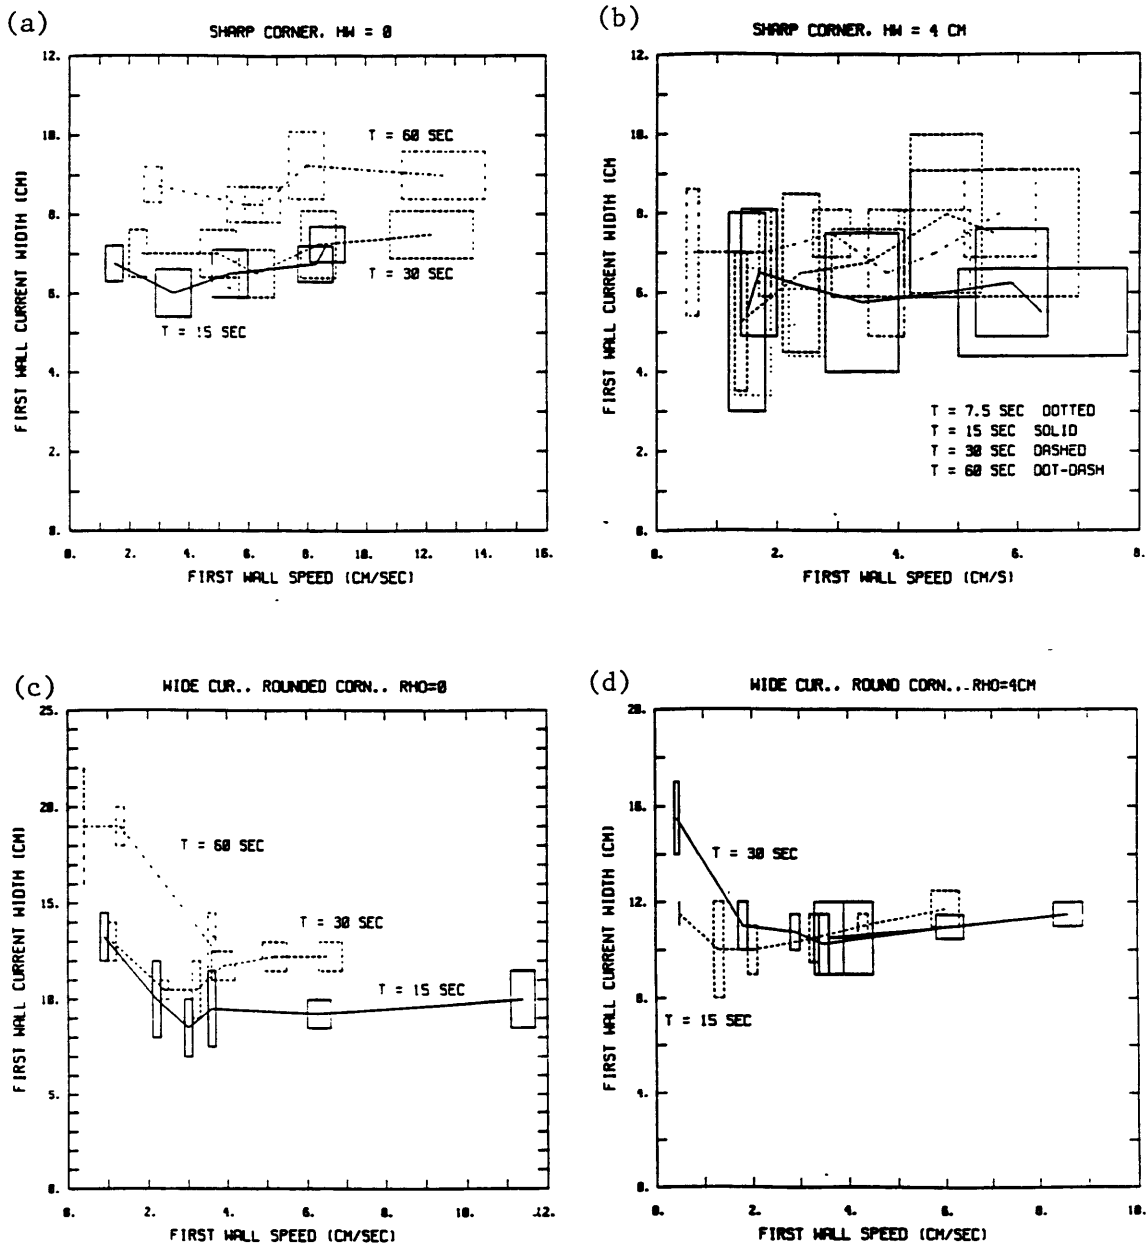 (a)
SHARP CORNER. HW = 0
12.
10.
8.
6.
4.
2.
0.
FIRST WALL CURRENT WIDTH (CM)
T = 60 SEC
T = 30 SEC
T = 15 SEC
0. 2. 4. 6. 8. 10. 12. 14. 16.
FIRST WALL SPEED (CM/SEC)
(b)
SHARP CORNER. HW = 4 CM
12.
10.
8.
6.
4.
2.
0.
FIRST WALL CURRENT WIDTH (CM
T = 7.5 SEC DOTTED
T = 15 SEC SOLID
T = 30 SEC DASHED
T = 60 SEC DOT-DASH
0. 2. 4. 6. 8.
FIRST WALL SPEED (CM/S)
(c)
WIDE CUR.. ROUNDED CORN.. RHO=0
25.
20.
15.
10.
5.
0.
FIRST WALL CURRENT WIDTH (CM)
T = 60 SEC
T = 30 SEC
T = 15 SEC
0. 2. 4. 6. 8. 10. 12.
FIRST WALL SPEED (CM/SEC)
(d)
WIDE CUR.. ROUND CORN...RHO=4CM
20.
16.
12.
8.
4.
0.
FIRST WALL CURRENT WIDTH (CM
T = 30 SEC
T = 15 SEC
0. 2. 4. 6. 8. 10.
FIRST WALL SPEED (CM/SEC)